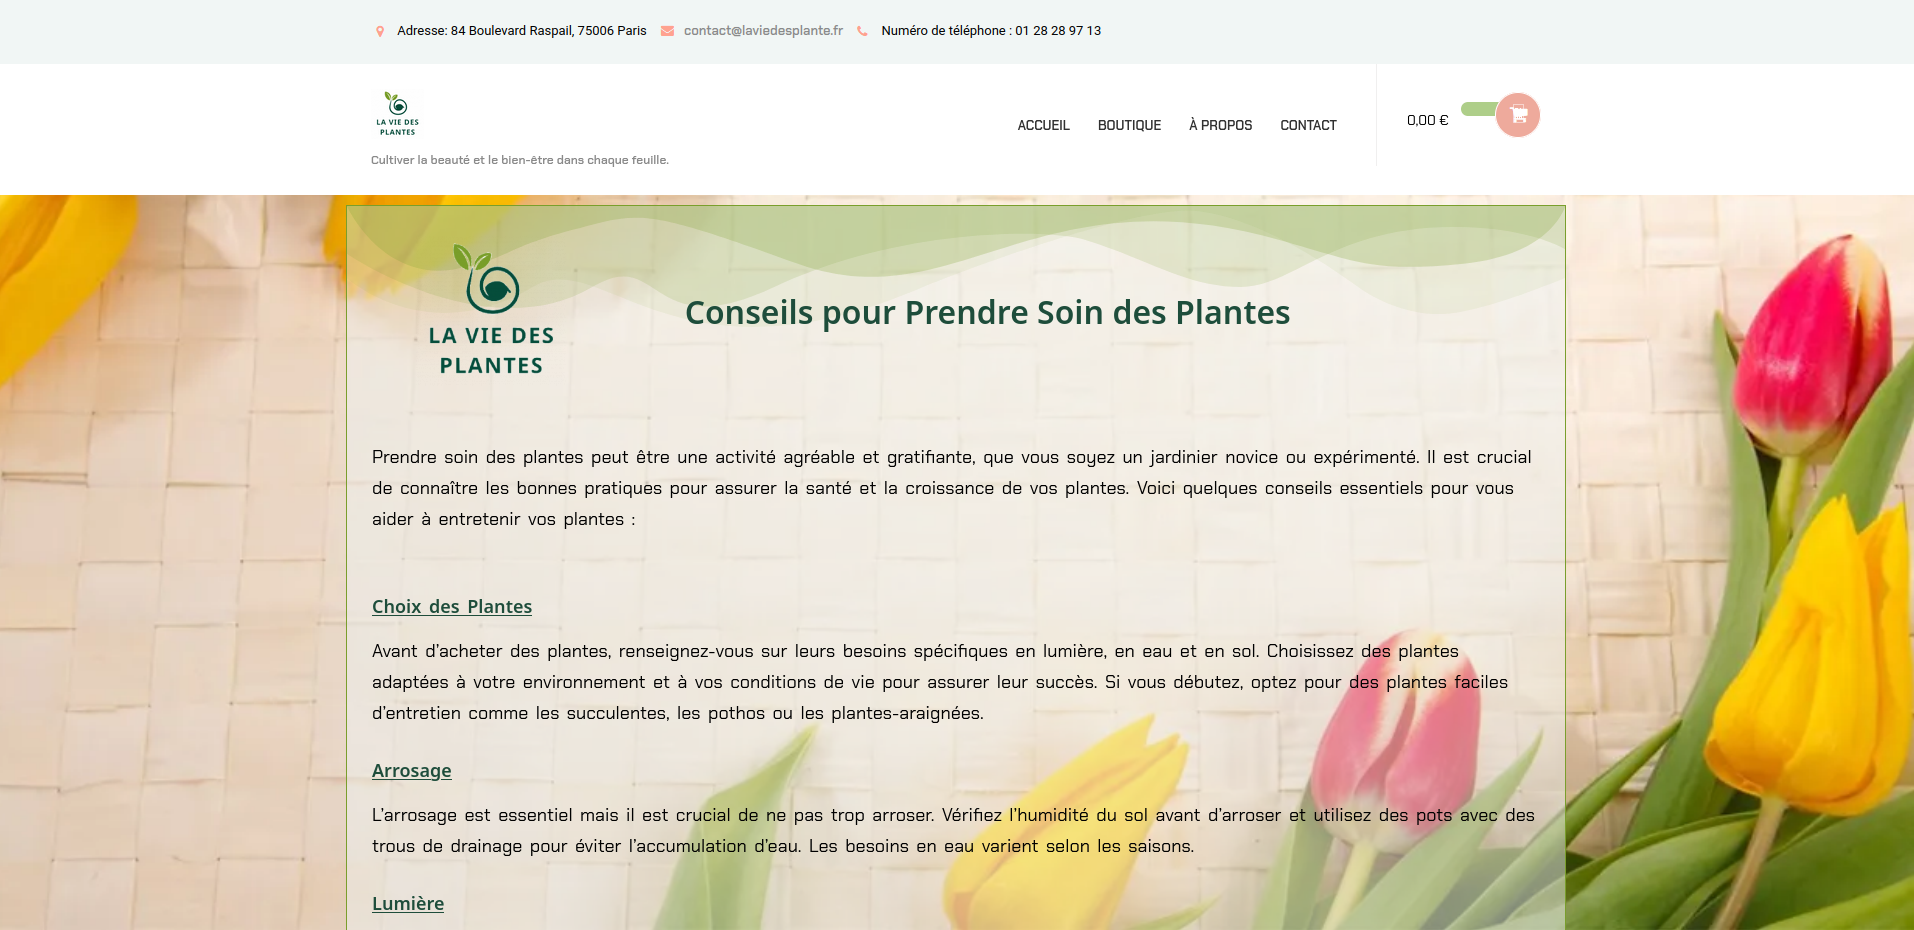 Adresse: 84 Boulevard Raspail, 75006 Paris contact@laviedesplante.fr Numéro de téléphone : 01 28 28 97 13
LA VIE DES
PLANTES
Cultiver la beauté et le bien-être dans chaque feuille.
ACCUEIL BOUTIQUE À PROPOS CONTACT
0,00 €
LA VIE DES
PLANTES
Conseils pour Prendre Soin des Plantes
Prendre soin des plantes peut être une activité agréable et gratifiante, que vous soyez un jardinier novice ou expérimenté. Il est crucial
de connaître les bonnes pratiques pour assurer la santé et la croissance de vos plantes. Voici quelques conseils essentiels pour vous
aider à entretenir vos plantes :
Choix des Plantes
Avant d’acheter des plantes, renseignez-vous sur leurs besoins spécifiques en lumière, en eau et en sol. Choisissez des plantes
adaptées à votre environnement et à vos conditions de vie pour assurer leur succès. Si vous débutez, optez pour des plantes faciles
d’entretien comme les succulentes, les pothos ou les plantes-araignées.
Arrosage
L’arrosage est essentiel mais il est crucial de ne pas trop arroser. Vérifiez l’humidité du sol avant d’arroser et utilisez des pots avec des
trous de drainage pour éviter l’accumulation d’eau. Les besoins en eau varient selon les saisons.
Lumière